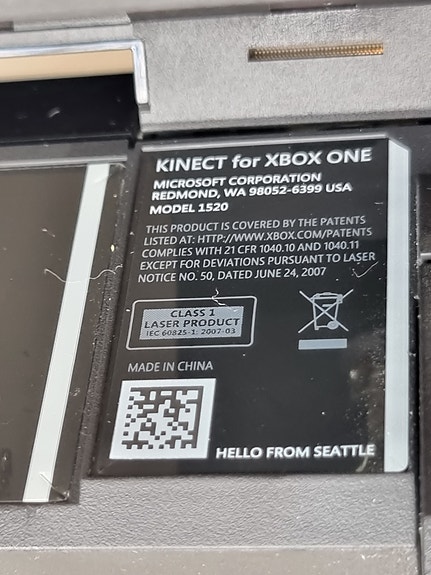 KINECT for XBOX ONE
MICROSOFT CORPORATION
REDMOND, WA 98052-6399 USA
MODEL 1520
THIS PRODUCT IS COVERED BY THE PATENTS
LISTED AT: HTTP://WWW.XBOX.COM/PATENTS
COMPLIES WITH 21 CFR 1040.10 AND 1040.11
EXCEPT FOR DEVIATIONS PURSUANT TO LASER
NOTICE NO. 50, DATED JUNE 24, 2007
CLASS 1
LASER PRODUCT
IEC 60825-1: 2007-03
MADE IN CHINA
HELLO FROM SEATTLE